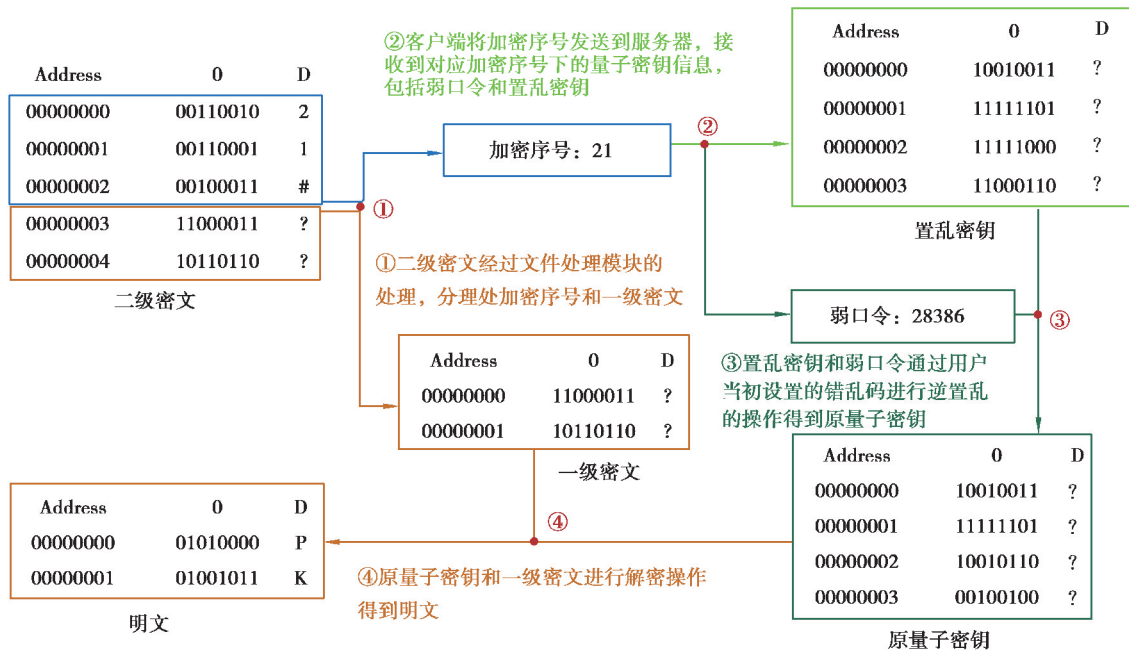 ②客户端将加密序号发送到服务器，接
收到对应加密序号下的量子密钥信息，
包括弱口令和置乱密钥
Address 0 D
00000000 00110010 2
00000001 00110001 1
00000002 00100011 #
00000003 11000011 ?
00000004 10110110 ?
二级密文
①
加密序号：21
②
Address 0 D
00000000 10010011 ?
00000001 11111101 ?
00000002 11111000 ?
00000003 11000110 ?
置乱密钥
①二级密文经过文件处理模块的
处理，分理处加密序号和一级密文
弱口令：28386
③
③置乱密钥和弱口令通过用户
当初设置的错乱码进行逆置乱
的操作得到原量子密钥
Address 0 D
00000000 11000011 ?
00000001 10110110 ?
一级密文
Address 0 D
00000000 10010011 ?
00000001 11111101 ?
00000002 10010110 ?
00000003 00100100 ?
原量子密钥
④
Address 0 D
00000000 01010000 P
00000001 01001011 K
明文
④原量子密钥和一级密文进行解密操作
得到明文